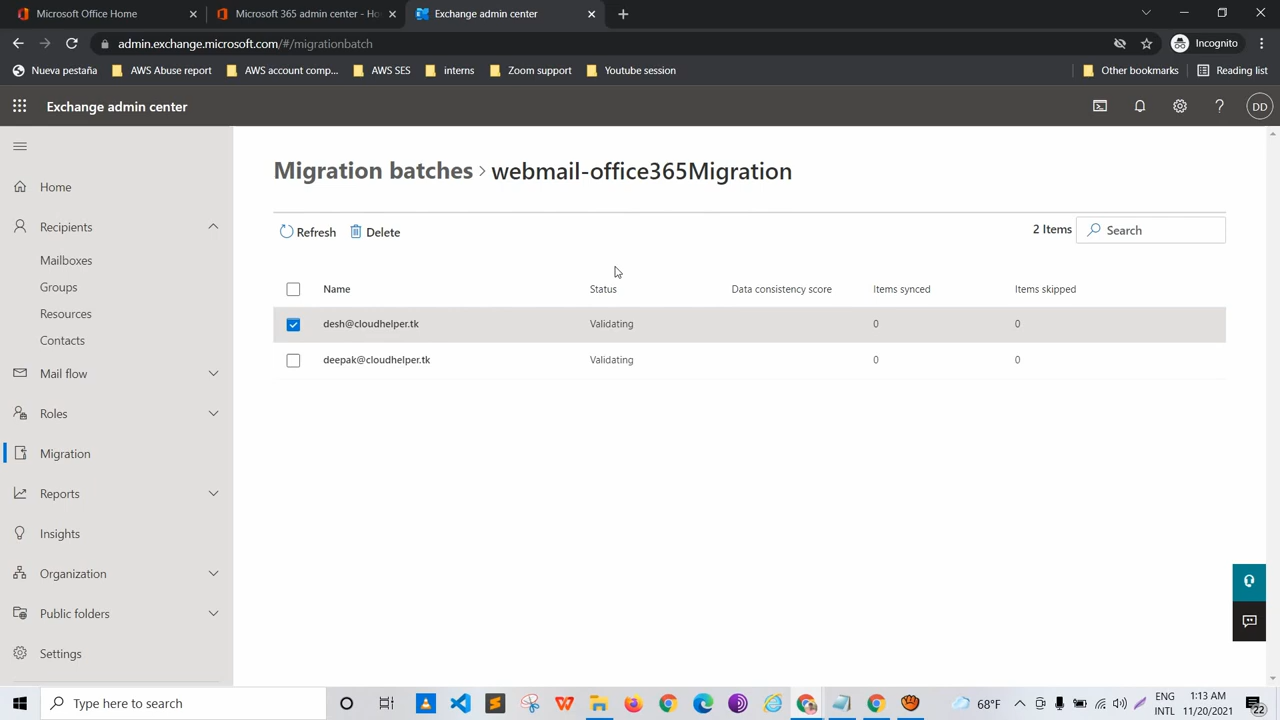 Microsoft Office Home
Microsoft 365 admin center - Ho
Exchange admin center
admin.exchange.microsoft.com/#/migrationbatch
Incognito
Nueva pestaña
AWS Abuse report
AWS account comp...
AWS SES
interns
Zoom support
Youtube session
Other bookmarks
Reading list
Exchange admin center
DD
Home
Recipients
Mailboxes
Groups
Resources
Contacts
Mail flow
Roles
Migration
Reports
Insights
Organization
Public folders
Settings
Migration batches > webmail-office365Migration
Refresh
Delete
2 Items
Search
Name Status Data consistency score Items synced Items skipped
desh@cloudhelper.tk Validating 0 0
deepak@cloudhelper.tk Validating 0 0
Type here to search
68°F
ENG
INTL
1:13 AM
11/20/2021
22